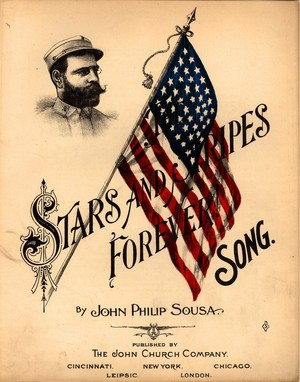 STARS AND STRIPES
FOREVER!
SONG.
BY JOHN PHILIP SOUSA.
PUBLISHED BY
THE JOHN CHURCH COMPANY.
CINCINNATI. NEW YORK. CHICAGO.
LEIPSIC. LONDON.